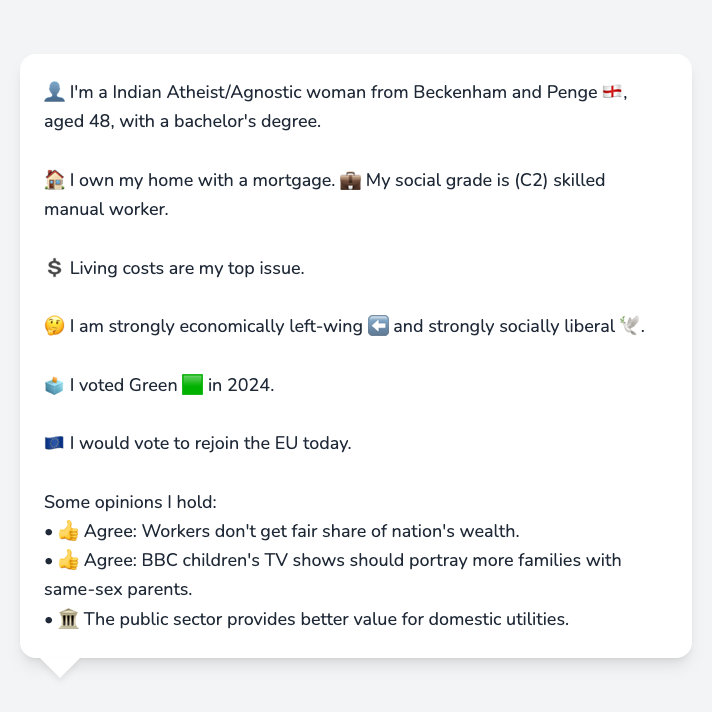 👤 I'm a Indian Atheist/Agnostic woman from Beckenham and Penge 🏴󠁧󠁢󠁥󠁮󠁧󠁿,
aged 48, with a bachelor's degree.
🏠 I own my home with a mortgage. 💼 My social grade is (C2) skilled
manual worker.
💲 Living costs are my top issue.
🤔 I am strongly economically left-wing ⬅️ and strongly socially liberal 🕊️.
🗳️ I voted Green 🟩 in 2024.
🇪🇺 I would vote to rejoin the EU today.
Some opinions I hold:
• 👍 Agree: Workers don't get fair share of nation's wealth.
• 👍 Agree: BBC children's TV shows should portray more families with
same-sex parents.
• 🏛️ The public sector provides better value for domestic utilities.